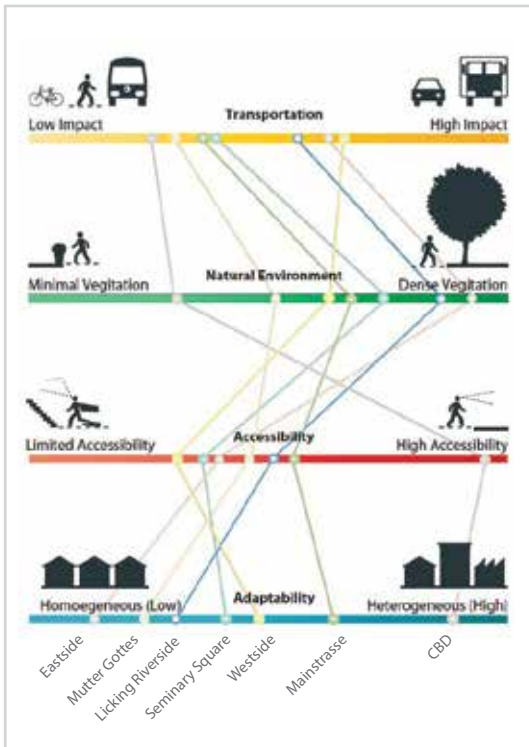 Transportation
Low Impact
High Impact
Natural Environment
Minimal Vegitation
Dense Vegitation
Accessibility
Limited Accessibility
High Accessibility
Adaptability
Homoegeneous (Low)
Heterogeneous (High)
Eastside
Mutter Gottes
Licking Riverside
Seminary Square
Westside
Mainstrasse
CBD